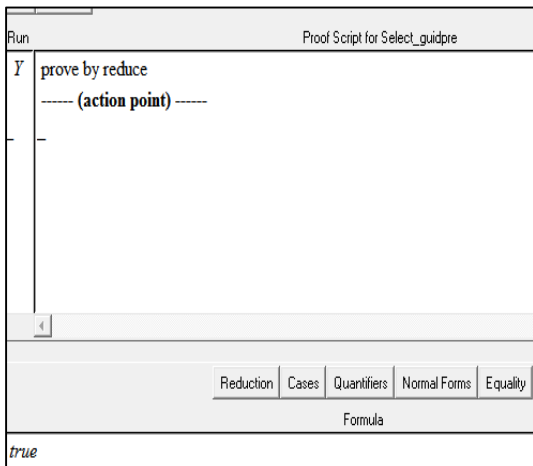 Run Proof Script for Select_guidpre
Y prove by reduce
------ (action point) ------
Reduction Cases Quantifiers Normal Forms Equality
Formula
true